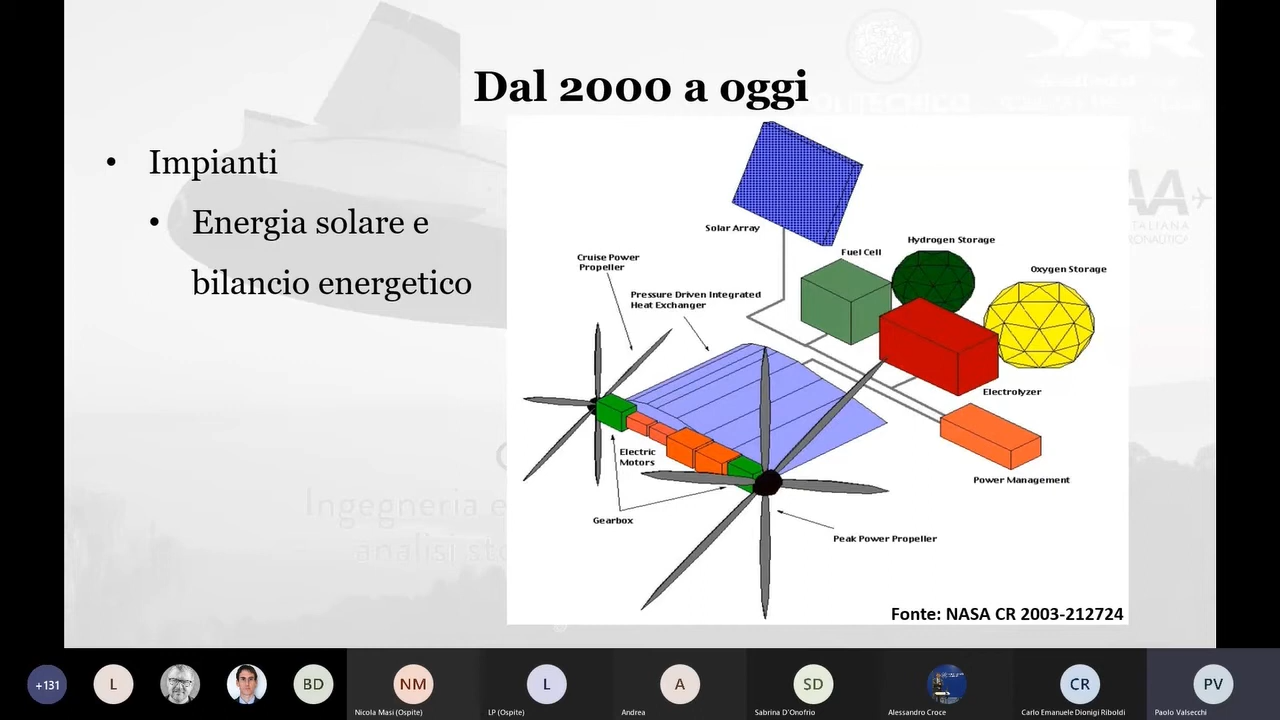 Dal 2000 a oggi
• Impianti
• Energia solare e
bilancio energetico
Solar Array
Fuel Cell
Hydrogen Storage
Oxygen Storage
Cruise Power
Propeller
Pressure Driven Integrated
Heat Exchanger
Electrolyzer
Electric
Motors
Power Management
Gearbox
Peak Power Propeller
Fonte: NASA CR 2003-212724
Ingegneria e
analisi sto
+131
L
BD
NM
Nicola Masi (Ospite)
L
LP (Ospite)
A
Andrea
SD
Sabrina D'Onofrio
Alessandro Croce
CR
Carlo Emanuele Dionigi Riboldi
PV
Paolo Valsecchi